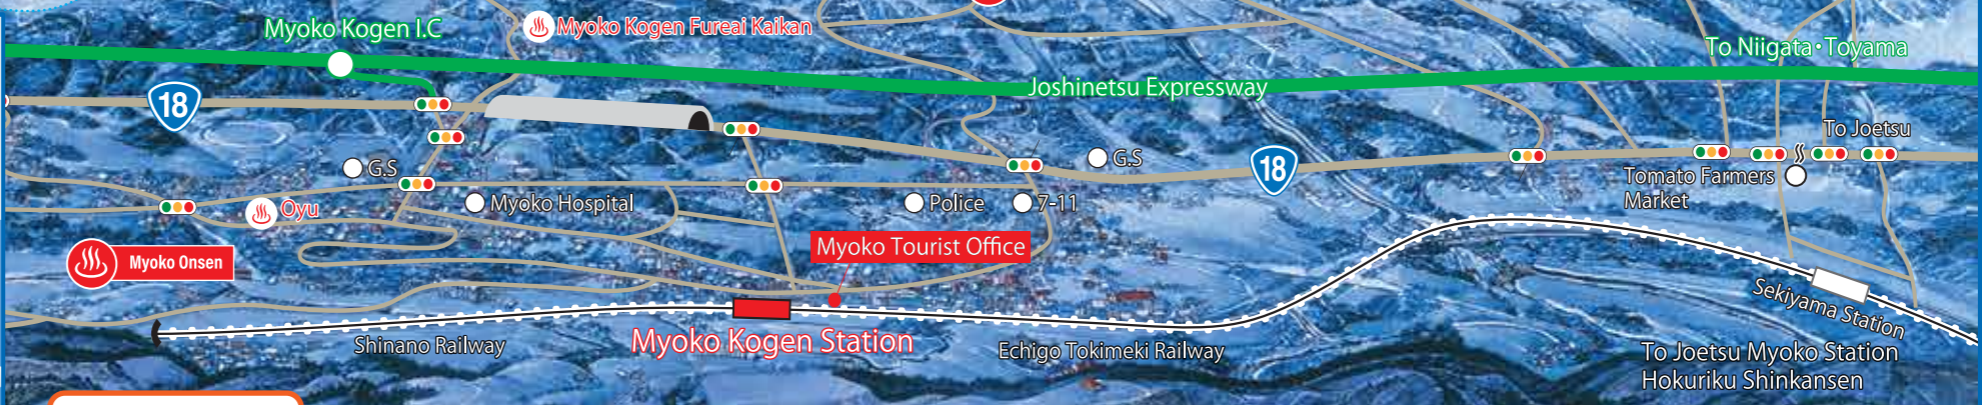 Myoko Kogen I.C
Myoko Kogen Fureai Kaikan
To Niigata・Toyama
Joshinetsu Expressway
18
To Joetsu
G.S
G.S
18
Tomato Farmers
Market
Oyu
Myoko Hospital
Police
7-11
Myoko Tourist Office
Myoko Onsen
Sekiyama Station
Shinano Railway
Myoko Kogen Station
Echigo Tokimeki Railway
To Joetsu Myoko Station
Hokuriku Shinkansen